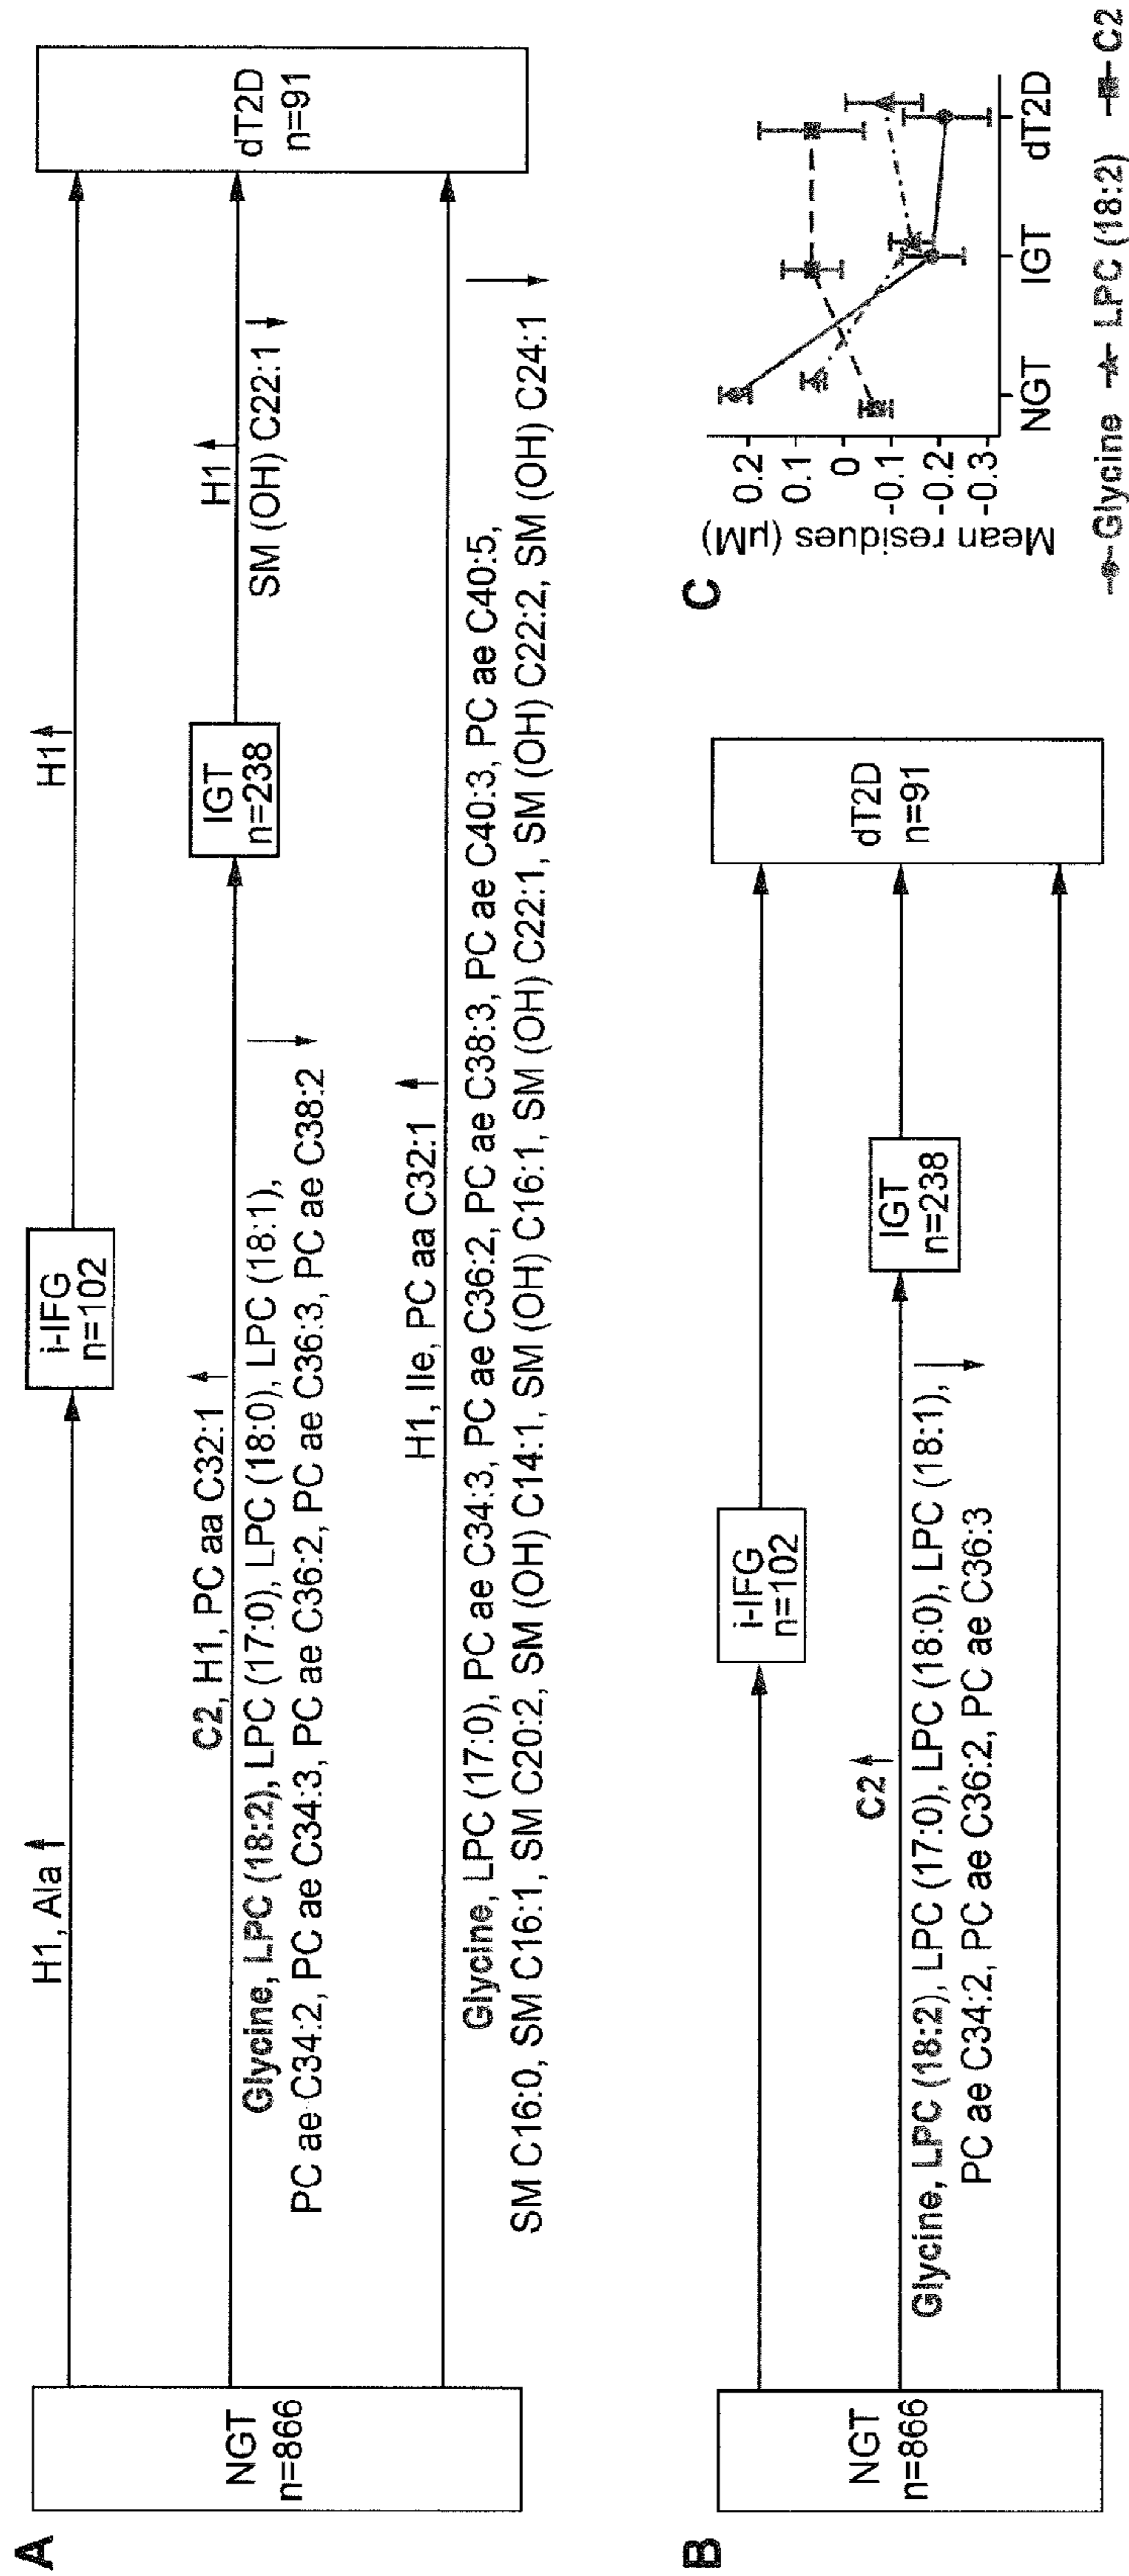 A
NGT
n=866
H1, Ala
i-IFG
n=102
H1
dT2D
n=91
C2, H1, PC aa C32:1
Glycine, LPC (18:2), LPC (17:0), LPC (18:0), LPC (18:1),
PC ae C34:2, PC ae C34:3, PC ae C36:2, PC ae C36:3, PC ae C38:2
IGT
n=238
H1
SM (OH) C22:1
H1, Ile, PC aa C32:1
Glycine, LPC (17:0), PC ae C34:3, PC ae C36:2, PC ae C38:3, PC ae C40:3, PC ae C40:5,
SM C16:0, SM C16:1, SM C20:2, SM (OH) C14:1, SM (OH) C16:1, SM (OH) C22:1, SM (OH) C22:2, SM (OH) C24:1
B
NGT
n=866
i-IFG
n=102
C2
Glycine, LPC (18:2), LPC (17:0), LPC (18:0), LPC (18:1),
PC ae C34:2, PC ae C36:2, PC ae C36:3
IGT
n=238
dT2D
n=91
C
Mean residues (µM)
0.2
0.1
0
-0.1
-0.2
-0.3
NGT IGT dT2D
Glycine LPC (18:2) C2